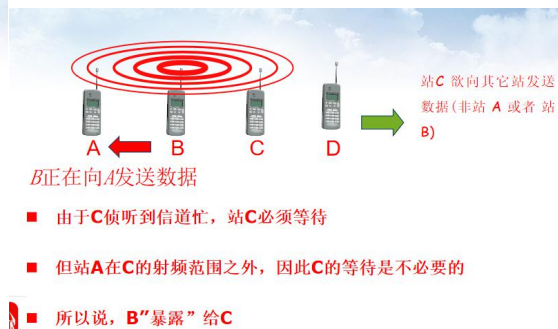 站C 欲向其它站发送
数据(非站 A 或者 站
B)
A B C D
B正在向A发送数据
■ 由于C侦听到信道忙，站C必须等待
■ 但站A在C的射频范围之外，因此C的等待是不必要的
■ 所以说，B"暴露”给C